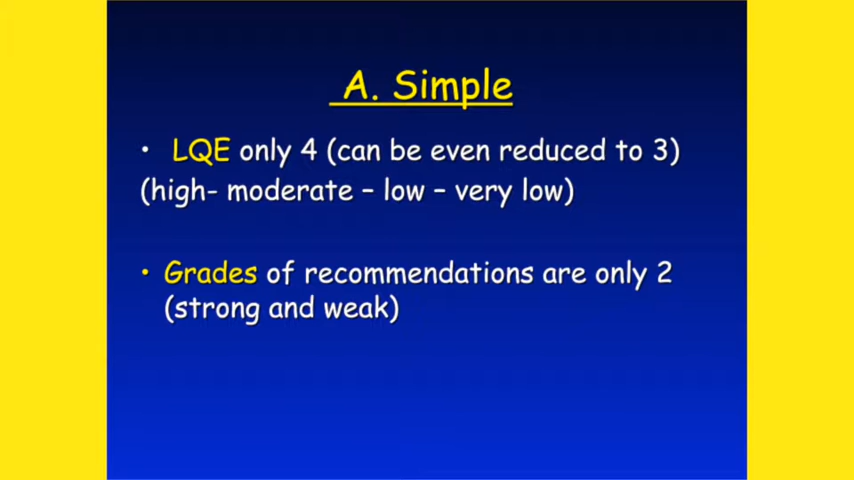 A. Simple
• LQE only 4 (can be even reduced to 3)
(high- moderate – low – very low)
• Grades of recommendations are only 2
(strong and weak)